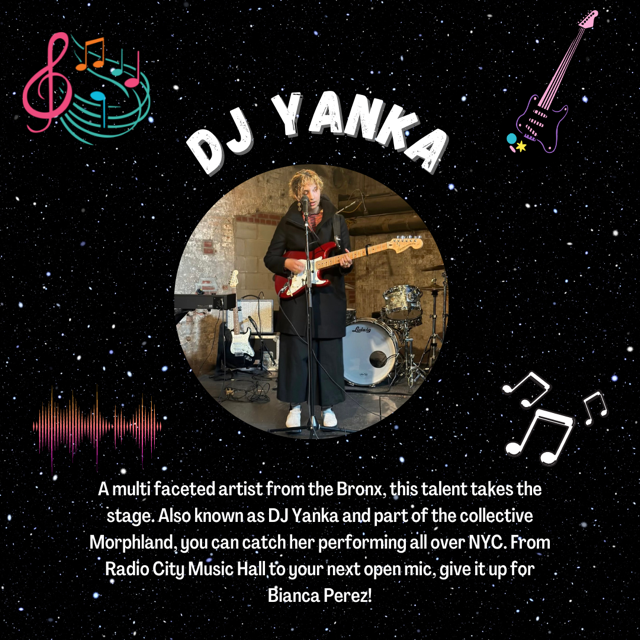 DJ YANKA
A multi faceted artist from the Bronx, this talent takes the
stage. Also known as DJ Yanka and part of the collective
Morphland, you can catch her performing all over NYC. From
Radio City Music Hall to your next open mic, give it up for
Bianca Perez!